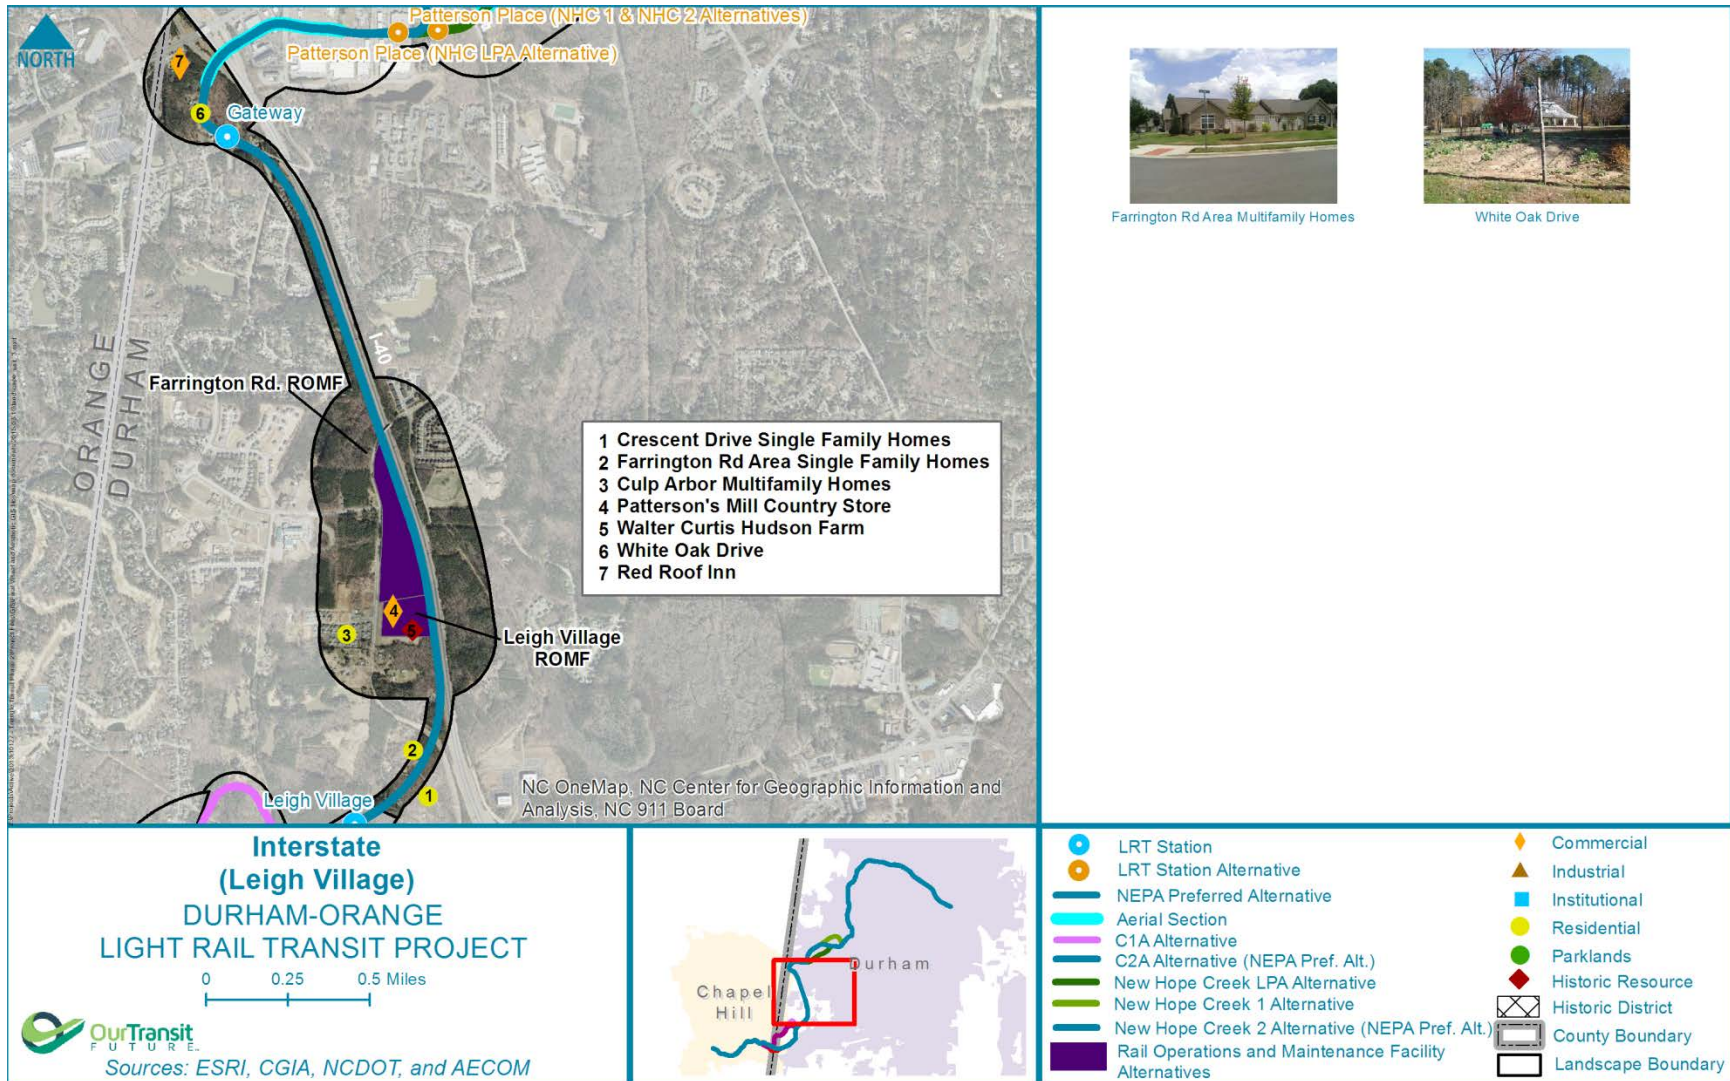 NORTH
Patterson Place (NHC 1 & NHC 2 Alternatives)
Patterson Place (NHC LPA Alternative)
7
6
Gateway
I-40
ORANGE
DURHAM
Farrington Rd. ROMF
1 Crescent Drive Single Family Homes
2 Farrington Rd Area Single Family Homes
3 Culp Arbor Multifamily Homes
4 Patterson's Mill Country Store
5 Walter Curtis Hudson Farm
6 White Oak Drive
7 Red Roof Inn
4
3
5
Leigh Village
ROMF
2
1
Leigh Village
NC OneMap, NC Center for Geographic Information and
Analysis, NC 911 Board
Farrington Rd Area Multifamily Homes
White Oak Drive
Interstate
(Leigh Village)
DURHAM-ORANGE
LIGHT RAIL TRANSIT PROJECT
0 0.25 0.5 Miles
OurTransit
FUTURE
Sources: ESRI, CGIA, NCDOT, and AECOM
Durham
Chapel
Hill
LRT Station
LRT Station Alternative
NEPA Preferred Alternative
Aerial Section
C1A Alternative
C2A Alternative (NEPA Pref. Alt.)
New Hope Creek LPA Alternative
New Hope Creek 1 Alternative
New Hope Creek 2 Alternative (NEPA Pref. Alt.)
Rail Operations and Maintenance Facility
Alternatives
Commercial
Industrial
Institutional
Residential
Parklands
Historic Resource
Historic District
County Boundary
Landscape Boundary